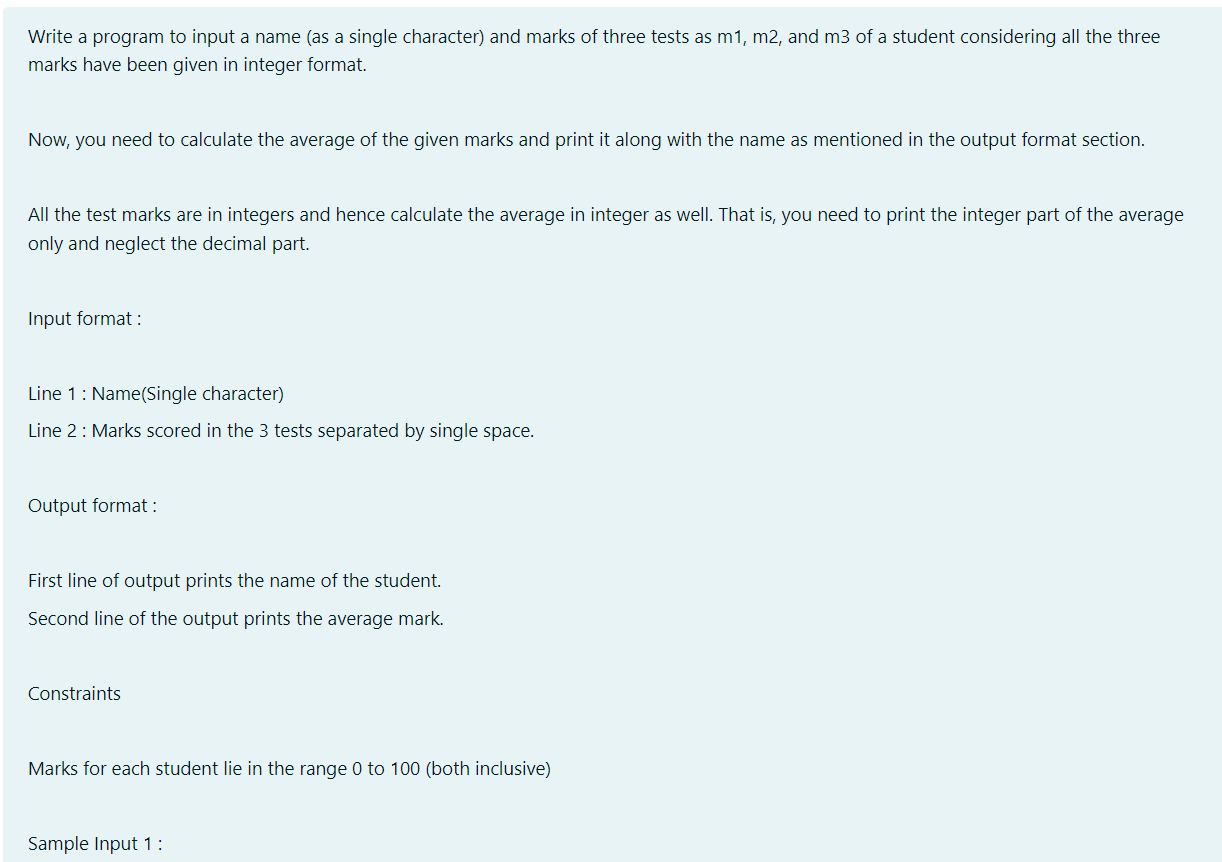 Write a program to input a name (as a single character) and marks of three tests as m1, m2, and m3 of a student considering all the three
marks have been given in integer format.
Now, you need to calculate the average of the given marks and print it along with the name as mentioned in the output format section.
All the test marks are in integers and hence calculate the average in integer as well. That is, you need to print the integer part of the average
only and neglect the decimal part.
Input format :
Line 1 : Name(Single character)
Line 2 : Marks scored in the 3 tests separated by single space.
Output format :
First line of output prints the name of the student.
Second line of the output prints the average mark.
Constraints
Marks for each student lie in the range 0 to 100 (both inclusive)
Sample Input 1 :